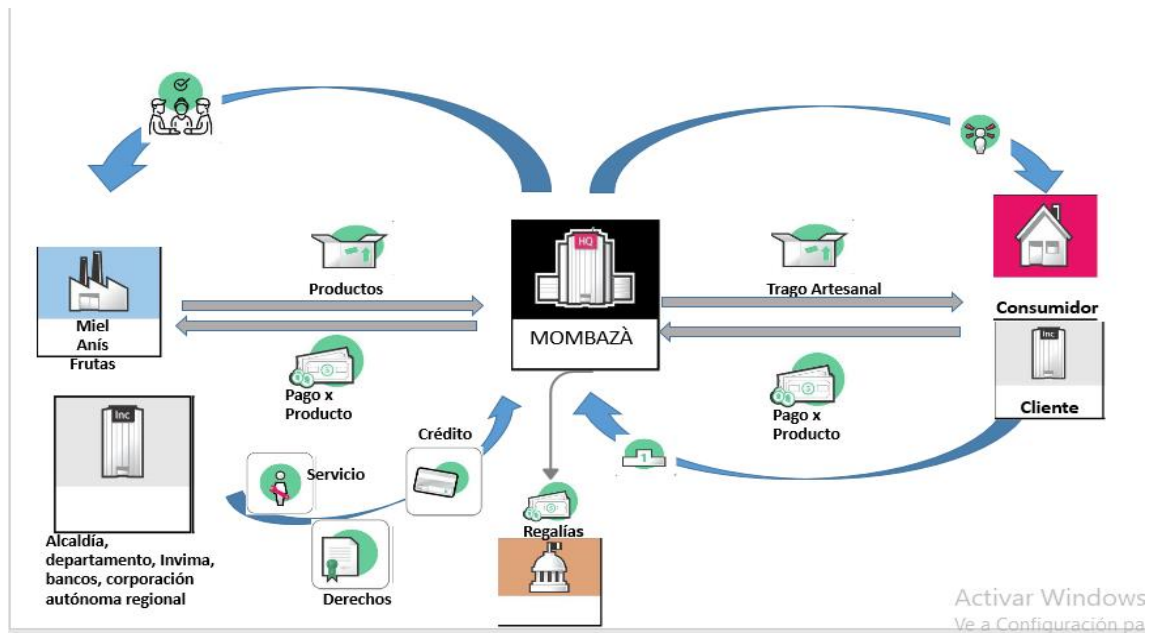 HQ
MOMBAZÀ
Productos
Pago x
Producto
Miel
Anís
Frutas
Trago Artesanal
Pago x
Producto
Consumidor
Inc
Cliente
Inc
Alcaldía,
departamento, Invima,
bancos, corporación
autónoma regional
Servicio
Crédito
Derechos
1
Regalías
Activar Windows
Ve a Configuración pa